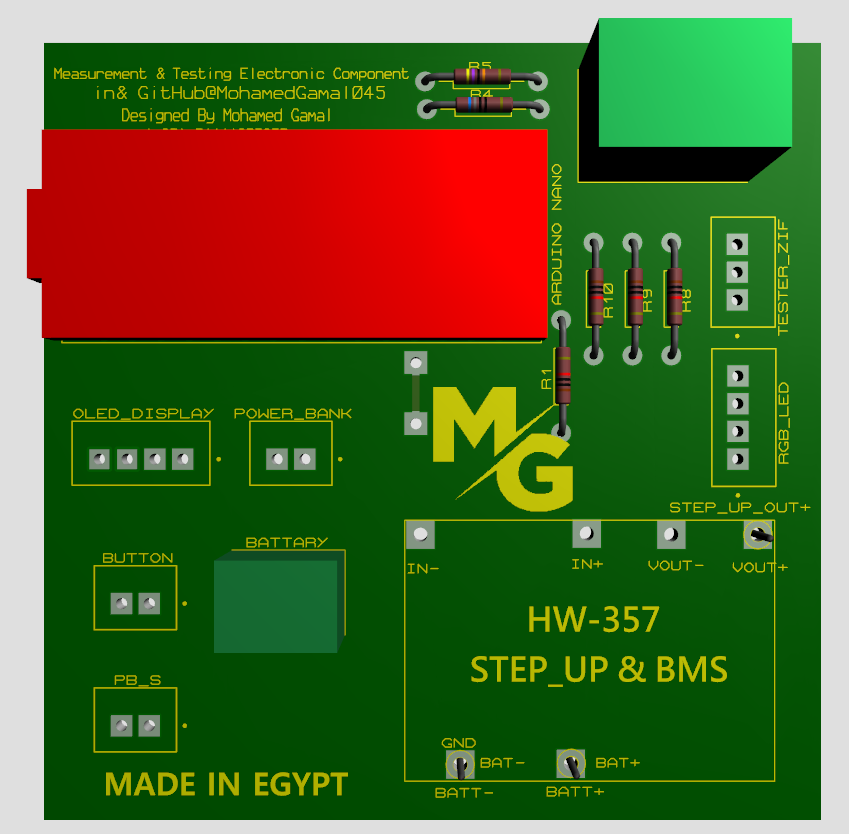 Measurement & Testing Electronic Component
in& GitHub@MohamedGamal045
Designed By Mohamed Gamal
R5
R4
ARDUINO NANO
R10
R9
R8
TESTER_ZIF
R1
RGB_LED
OLED_DISPLAY
POWER_BANK
MG
STEP_UP_OUT+
BUTTON
BATTARY
IN-
IN+
VOUT-
VOUT+
HW-357
STEP_UP & BMS
PB_S
GND
BAT-
BAT+
BATT-
BATT+
MADE IN EGYPT